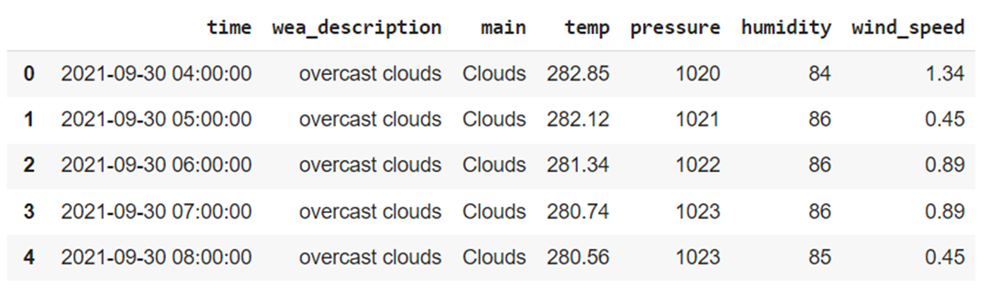 time wea_description main temp pressure humidity wind_speed
0 2021-09-30 04:00:00 overcast clouds Clouds 282.85 1020 84 1.34
1 2021-09-30 05:00:00 overcast clouds Clouds 282.12 1021 86 0.45
2 2021-09-30 06:00:00 overcast clouds Clouds 281.34 1022 86 0.89
3 2021-09-30 07:00:00 overcast clouds Clouds 280.74 1023 86 0.89
4 2021-09-30 08:00:00 overcast clouds Clouds 280.56 1023 85 0.45